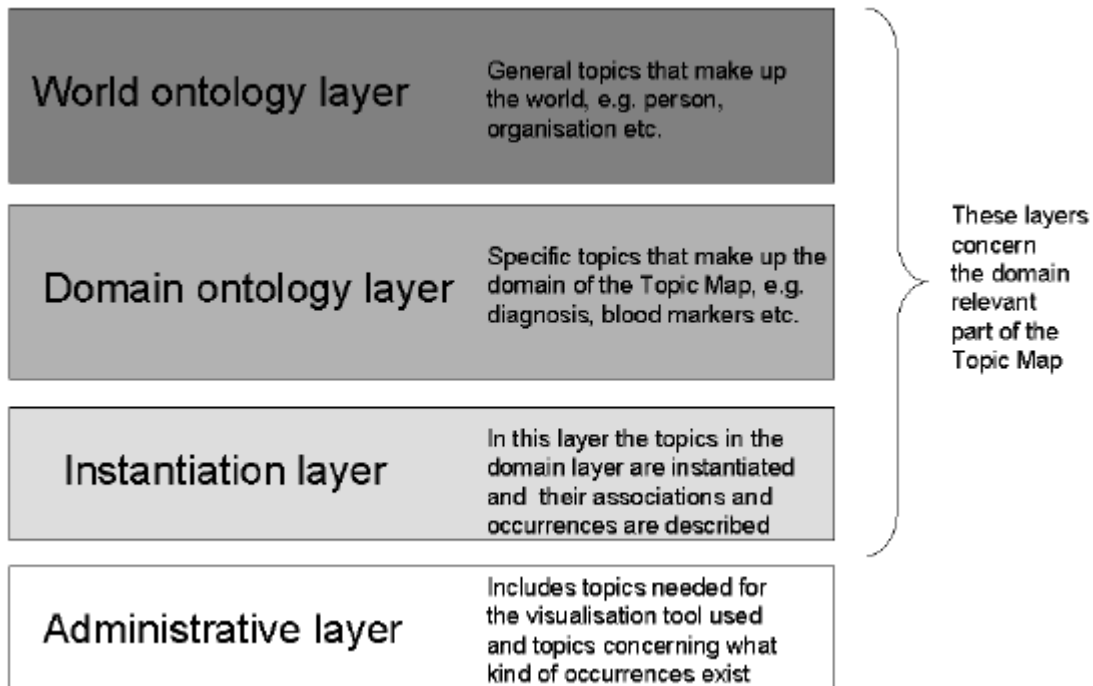 World ontology layer
General topics that make up
the world, e.g. person,
organisation etc.
Domain ontology layer
Specific topics that make up the
domain of the Topic Map, e.g.
diagnosis, blood markers etc.
Instantiation layer
In this layer the topics in the
domain layer are instantiated
and their associations and
occurrences are described
Administrative layer
Includes topics needed for
the visualisation tool used
and topics concerning what
kind of occurrences exist
These layers
concern
the domain
relevant
part of the
Topic Map